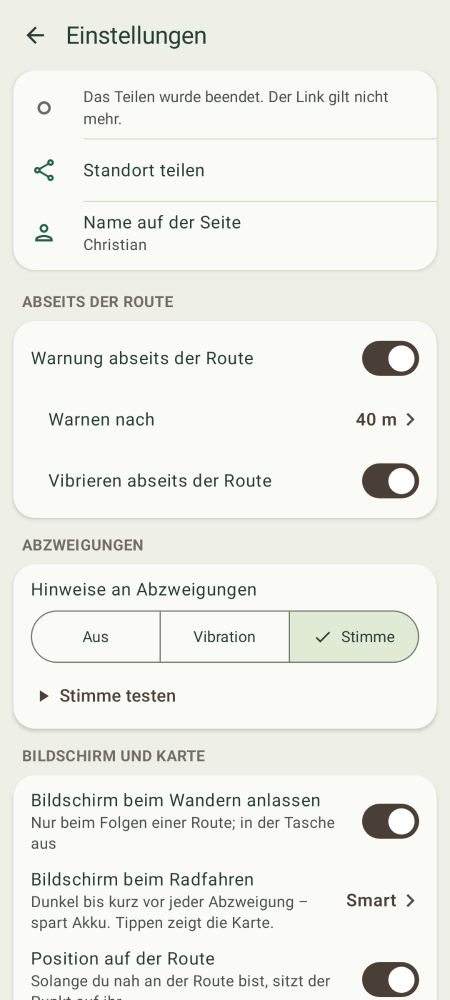 Einstellungen
Das Teilen wurde beendet. Der Link gilt nicht
mehr.
Standort teilen
Name auf der Seite
Christian
ABSEITS DER ROUTE
Warnung abseits der Route
Warnen nach
40 m
Vibrieren abseits der Route
ABZWEIGUNGEN
Hinweise an Abzweigungen
Aus
Vibration
Stimme
Stimme testen
BILDSCHIRM UND KARTE
Bildschirm beim Wandern anlassen
Nur beim Folgen einer Route; in der Tasche
aus
Bildschirm beim Radfahren
Dunkel bis kurz vor jeder Abzweigung –
spart Akku. Tippen zeigt die Karte.
Smart
Position auf der Route
Solange du nah an der Route bist, sitzt der
Punkt auf ihr.